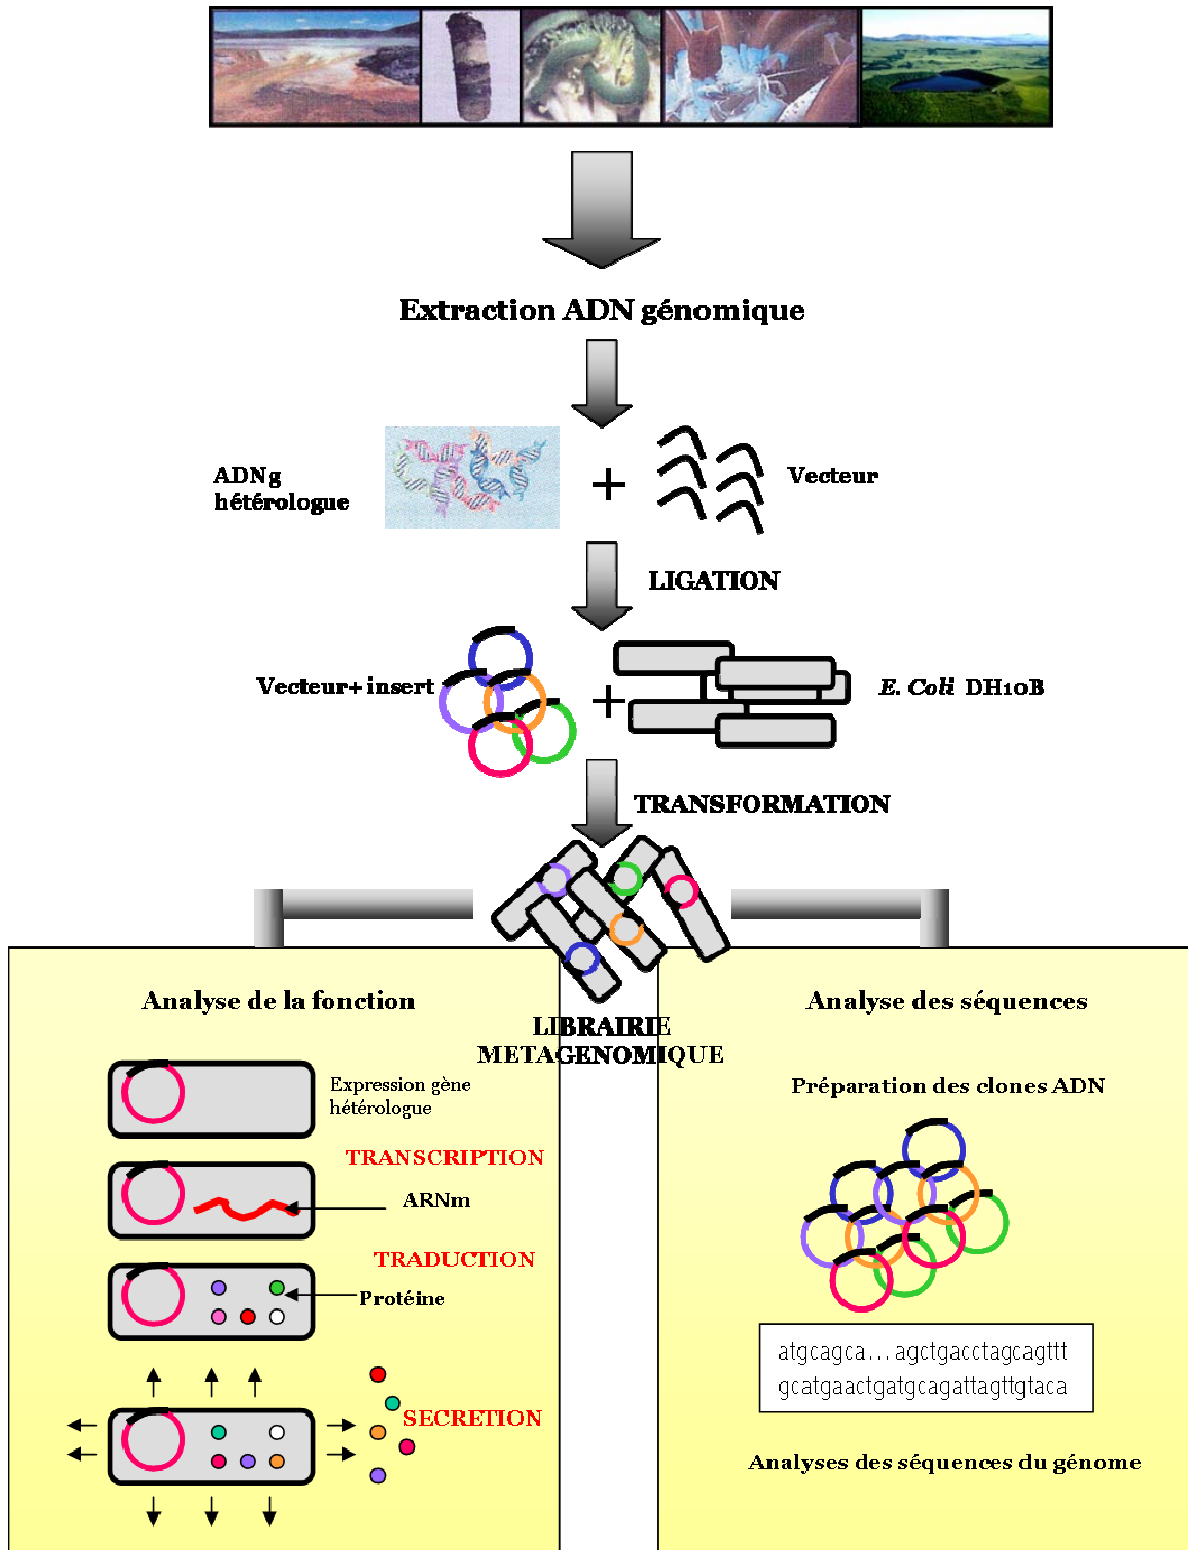 Extraction ADN génomique
ADNg
hétérologue
Vecteur
LIGATION
Vecteur+ insert
E. Coli DH10B
TRANSFORMATION
LIBRAIRIE
METAGENOMIQUE
Analyse de la fonction
Expression gène
hétérologue
TRANSCRIPTION
ARNm
TRADUCTION
Protéine
SECRETION
Analyse des séquences
Préparation des clones ADN
atgcagca...agctgacctagcagttt
gcatgaactgatgcagattagttgtaca
Analyses des séquences du génome